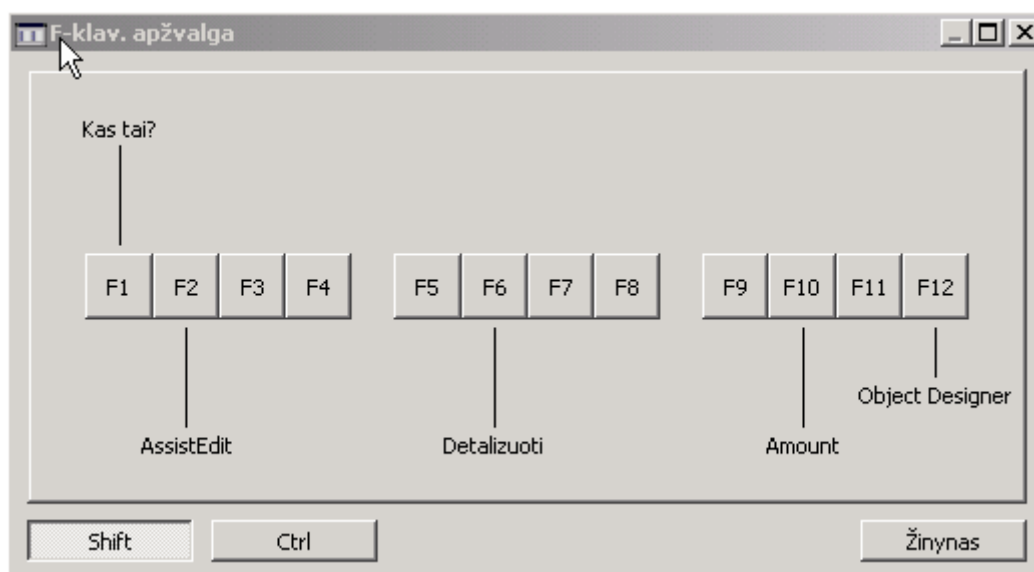 F-klav. apžvalga
Kas tai?
F1 F2 F3 F4 F5 F6 F7 F8 F9 F10 F11 F12
Object Designer
AssistEdit Detalizuoti Amount
Shift Ctrl Žinynas